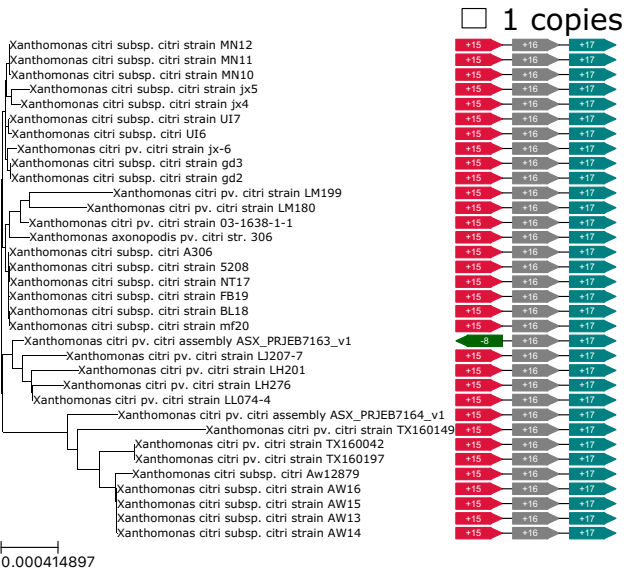 1 copies
Xanthomonas citri subsp. citri strain MN12 +15 +16 +17
Xanthomonas citri subsp. citri strain MN11 +15 +16 +17
Xanthomonas citri subsp. citri strain MN10 +15 +16 +17
Xanthomonas citri subsp. citri strain jx5 +15 +16 +17
Xanthomonas citri subsp. citri strain jx4 +15 +16 +17
Xanthomonas citri subsp. citri strain UI7 +15 +16 +17
Xanthomonas citri subsp. citri UI6 +15 +16 +17
Xanthomonas citri pv. citri strain jx-6 +15 +16 +17
Xanthomonas citri subsp. citri strain gd3 +15 +16 +17
Xanthomonas citri subsp. citri strain gd2 +15 +16 +17
Xanthomonas citri pv. citri strain LM199 +15 +16 +17
Xanthomonas citri pv. citri strain LM180 +15 +16 +17
Xanthomonas citri pv. citri strain 03-1638-1-1 +15 +16 +17
Xanthomonas axonopodis pv. citri str. 306 +15 +16 +17
Xanthomonas citri subsp. citri A306 +15 +16 +17
Xanthomonas citri subsp. citri strain 5208 +15 +16 +17
Xanthomonas citri subsp. citri strain NT17 +15 +16 +17
Xanthomonas citri subsp. citri strain FB19 +15 +16 +17
Xanthomonas citri subsp. citri strain BL18 +15 +16 +17
Xanthomonas citri subsp. citri strain mf20 +15 +16 +17
Xanthomonas citri pv. citri assembly ASX_PRJEB7163_v1 -8 +16 +17
Xanthomonas citri pv. citri strain LJ207-7 +15 +16 +17
Xanthomonas citri pv. citri strain LH201 +15 +16 +17
Xanthomonas citri pv. citri strain LH276 +15 +16 +17
Xanthomonas citri pv. citri strain LL074-4 +15 +16 +17
Xanthomonas citri pv. citri assembly ASX_PRJEB7164_v1 +15 +16 +17
Xanthomonas citri pv. citri strain TX160149 +15 +16 +17
Xanthomonas citri pv. citri strain TX160042 +15 +16 +17
Xanthomonas citri pv. citri strain TX160197 +15 +16 +17
Xanthomonas citri subsp. citri Aw12879 +15 +16 +17
Xanthomonas citri subsp. citri strain AW16 +15 +16 +17
Xanthomonas citri subsp. citri strain AW15 +15 +16 +17
Xanthomonas citri subsp. citri strain AW13 +15 +16 +17
Xanthomonas citri subsp. citri strain AW14 +15 +16 +17
0.000414897